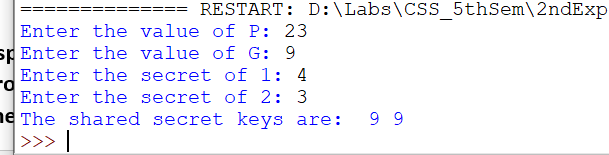 ============== RESTART: D:\Labs\CSS_5thSem\2ndExp
Enter the value of P: 23
Enter the value of G: 9
Enter the secret of 1: 4
Enter the secret of 2: 3
The shared secret keys are:  9 9
>>>